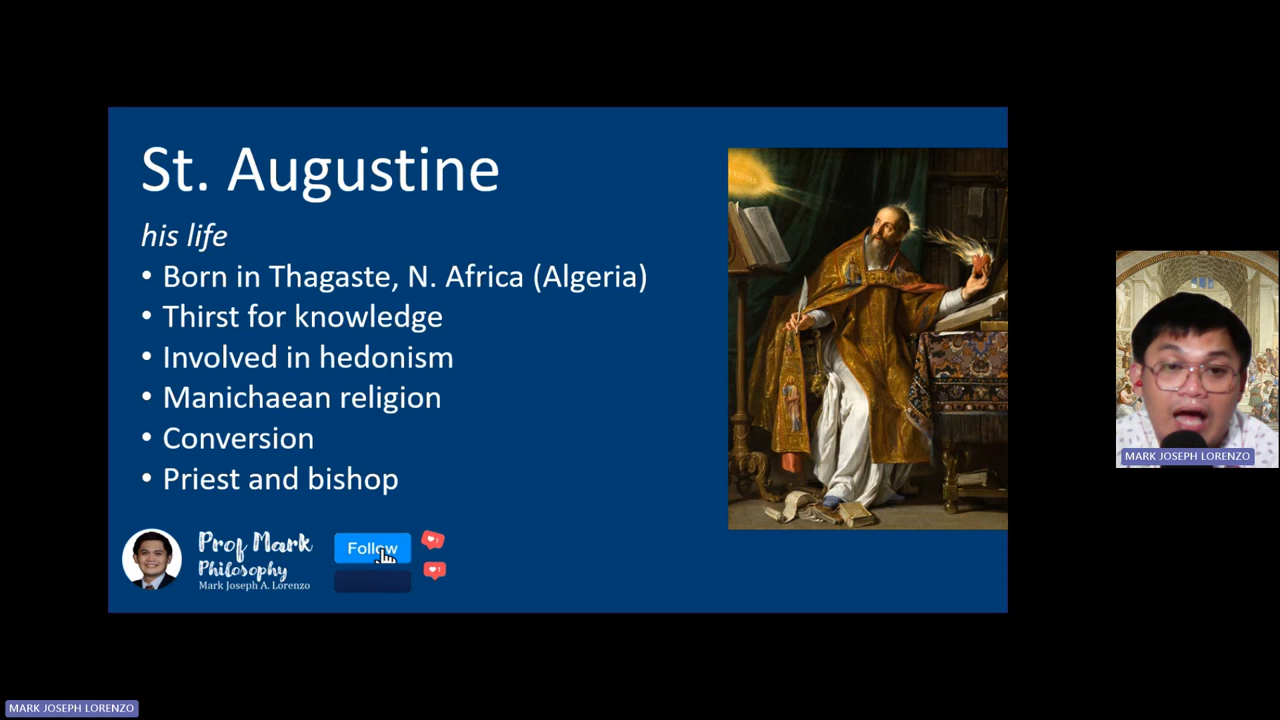 St. Augustine
his life
• Born in Thagaste, N. Africa (Algeria)
• Thirst for knowledge
• Involved in hedonism
• Manichaean religion
• Conversion
• Priest and bishop
Prof Mark
Philosophy
Mark Joseph A. Lorenzo
Follow
MARK JOSEPH LORENZO
MARK JOSEPH LORENZO